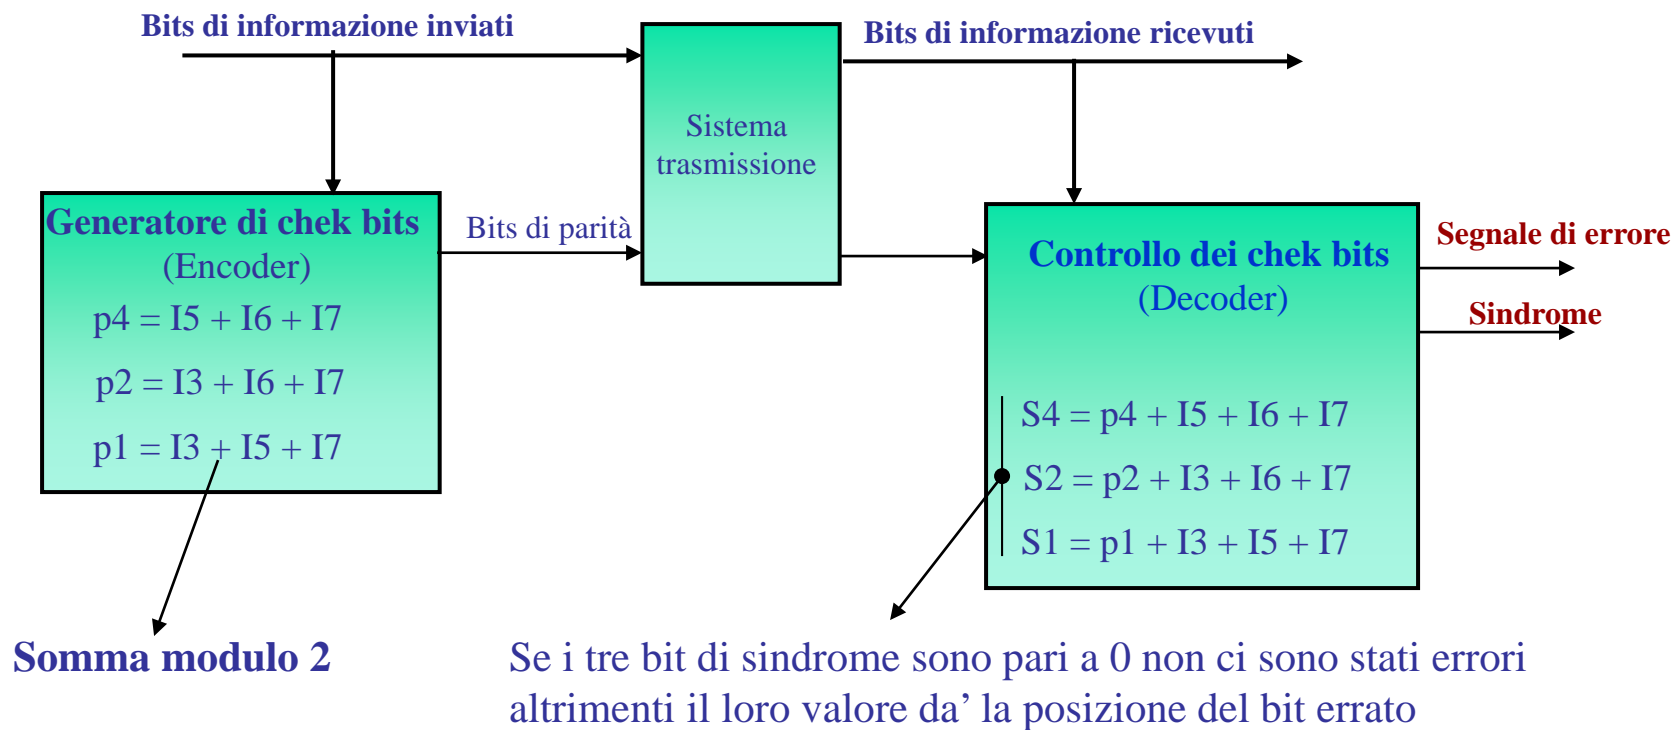 Bits di informazione inviati
Bits di informazione ricevuti
Sistema
trasmissione
Generatore di chek bits
(Encoder)
p4 = I5 + I6 + I7
p2 = I3 + I6 + I7
p1 = I3 + I5 + I7
Bits di parità
Controllo dei chek bits
(Decoder)
S4 = p4 + I5 + I6 + I7
S2 = p2 + I3 + I6 + I7
S1 = p1 + I3 + I5 + I7
Segnale di errore
Sindrome
Somma modulo 2
Se i tre bit di sindrome sono pari a 0 non ci sono stati errori
altrimenti il loro valore da’ la posizione del bit errato